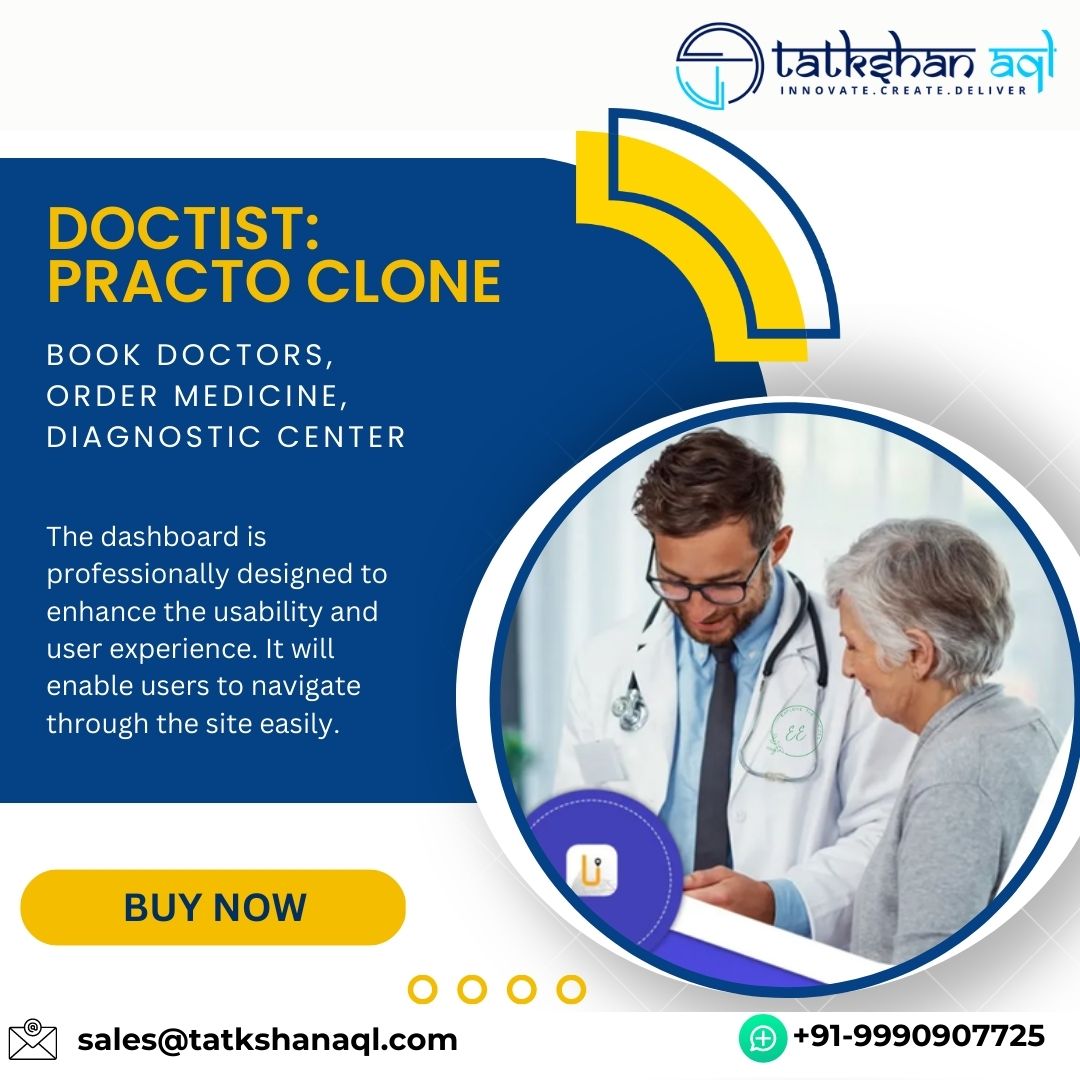 tatkshan aql
INNOVATE.CREATE.DELIVER
DOCTIST:
PRACTO CLONE
BOOK DOCTORS,
ORDER MEDICINE,
DIAGNOSTIC CENTER
The dashboard is
professionally designed to
enhance the usability and
user experience. It will
enable users to navigate
through the site easily.
EE
Ui
BUY NOW
sales@tatkshanaql.com
+91-9990907725